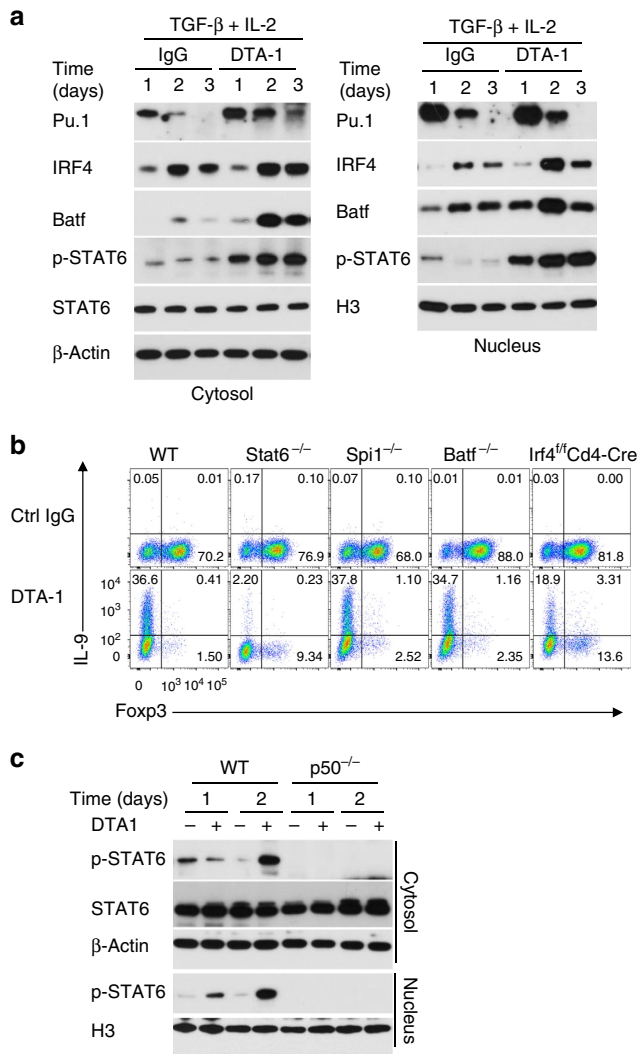 a
TGF-β + IL-2
IgG DTA-1
Time (days) 1 2 3 1 2 3
Pu.1
IRF4
Batf
p-STAT6
STAT6
β-Actin
Cytosol
TGF-β + IL-2
IgG DTA-1
Time (days) 1 2 3 1 2 3
Pu.1
IRF4
Batf
p-STAT6
H3
Nucleus
b
WT Stat6−/− Spi1−/− Batf−/− Irf4f/fCd4-Cre
Ctrl IgG
0.05 0.01 0.17 0.10 0.07 0.10 0.01 0.01 0.03 0.00
70.2 76.9 68.0 88.0 81.8
DTA-1
36.6 0.41 2.20 0.23 37.8 1.10 34.7 1.16 18.9 3.31
1.50 9.34 2.52 2.35 13.6
10⁴
10³
10²
0
IL-9
0 10³ 10⁴ 10⁵
Foxp3
c
WT p50−/−
Time (days) 1 2 1 2
DTA1 − + − + − + − +
p-STAT6
STAT6
β-Actin
Cytosol
p-STAT6
H3
Nucleus